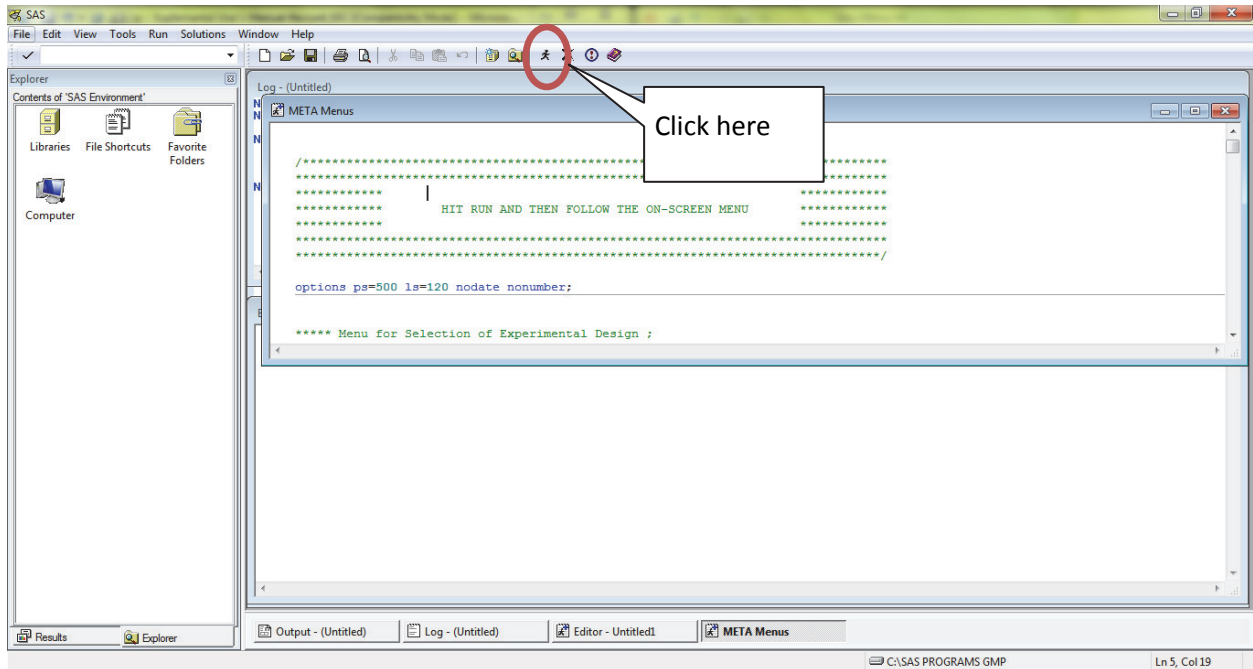 SAS
File Edit View Tools Run Solutions Window Help
Explorer
Contents of 'SAS Environment'
Libraries File Shortcuts Favorite Folders
Computer
Log - (Untitled)
N
N
N
N
META Menus
Click here
/*********************************************** *********
*********************************************** *********
************ ************
************ HIT RUN AND THEN FOLLOW THE ON-SCREEN MENU ************
************ ************
*********************************************************************************
********************************************************************************/
options ps=500 ls=120 nodate nonumber;
***** Menu for Selection of Experimental Design ;
E
Results Explorer
Output - (Untitled) Log - (Untitled) Editor - Untitled1 META Menus
C:\SAS PROGRAMS GMP Ln 5, Col 19